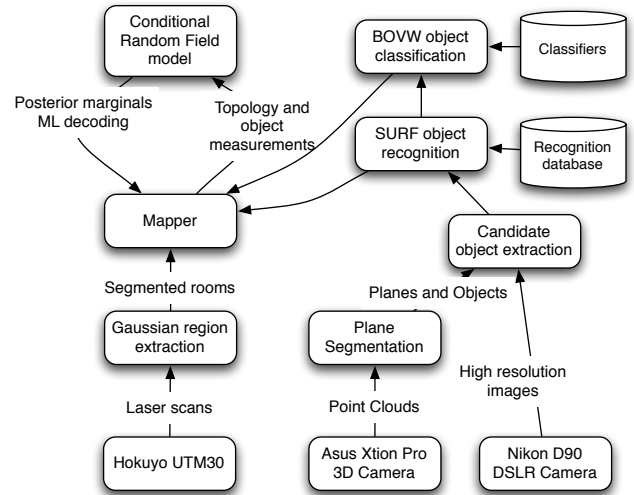 Conditional
Random Field
model
BOVW object
classification
Classifiers
Posterior marginals
ML decoding
Topology and
object
measurements
SURF object
recognition
Recognition
database
Mapper
Candidate
object extraction
Segmented rooms
Planes and Objects
Gaussian region
extraction
Plane
Segmentation
High resolution
images
Laser scans
Point Clouds
Hokuyo UTM30
Asus Xtion Pro
3D Camera
Nikon D90
DSLR Camera